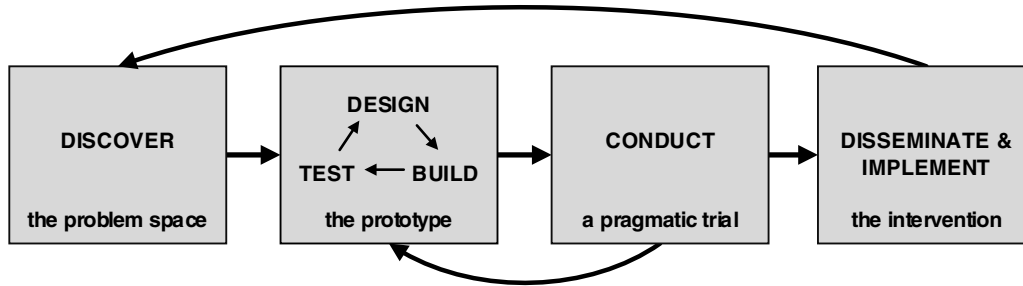 DISCOVER
the problem space
DESIGN
TEST
BUILD
the prototype
CONDUCT
a pragmatic trial
DISSEMINATE &
IMPLEMENT
the intervention